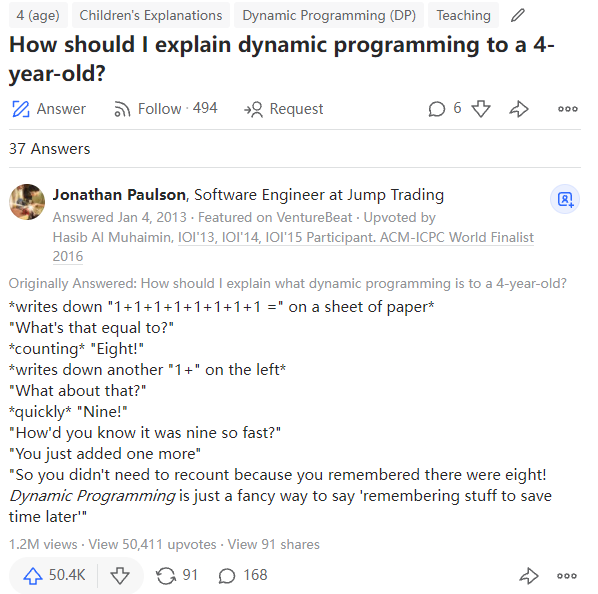 4 (age) Children's Explanations Dynamic Programming (DP) Teaching
How should I explain dynamic programming to a 4-
year-old?
Answer Follow · 494 Request 6
37 Answers
Jonathan Paulson, Software Engineer at Jump Trading
Answered Jan 4, 2013 · Featured on VentureBeat · Upvoted by
Hasib Al Muhaimin, IOI'13, IOI'14, IOI'15 Participant. ACM-ICPC World Finalist
2016
Originally Answered: How should I explain what dynamic programming is to a 4-year-old?
*writes down "1+1+1+1+1+1+1+1 =" on a sheet of paper*
"What's that equal to?"
*counting* "Eight!"
*writes down another "1+" on the left*
"What about that?"
*quickly* "Nine!"
"How'd you know it was nine so fast?"
"You just added one more"
"So you didn't need to recount because you remembered there were eight!
Dynamic Programming is just a fancy way to say 'remembering stuff to save
time later'"
1.2M views · View 50,411 upvotes · View 91 shares
50.4K 91 168